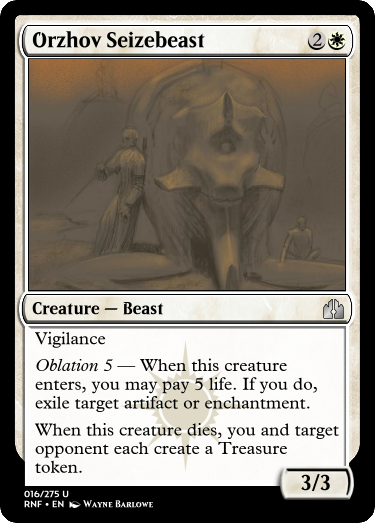 Orzhov Seizebeast 2
Creature — Beast
Vigilance
Oblation 5 — When this creature
enters, you may pay 5 life. If you do,
exile target artifact or enchantment.
When this creature dies, you and target
opponent each create a Treasure
token.
3/3
016/275 U
RNF • EN Wayne Barlowe